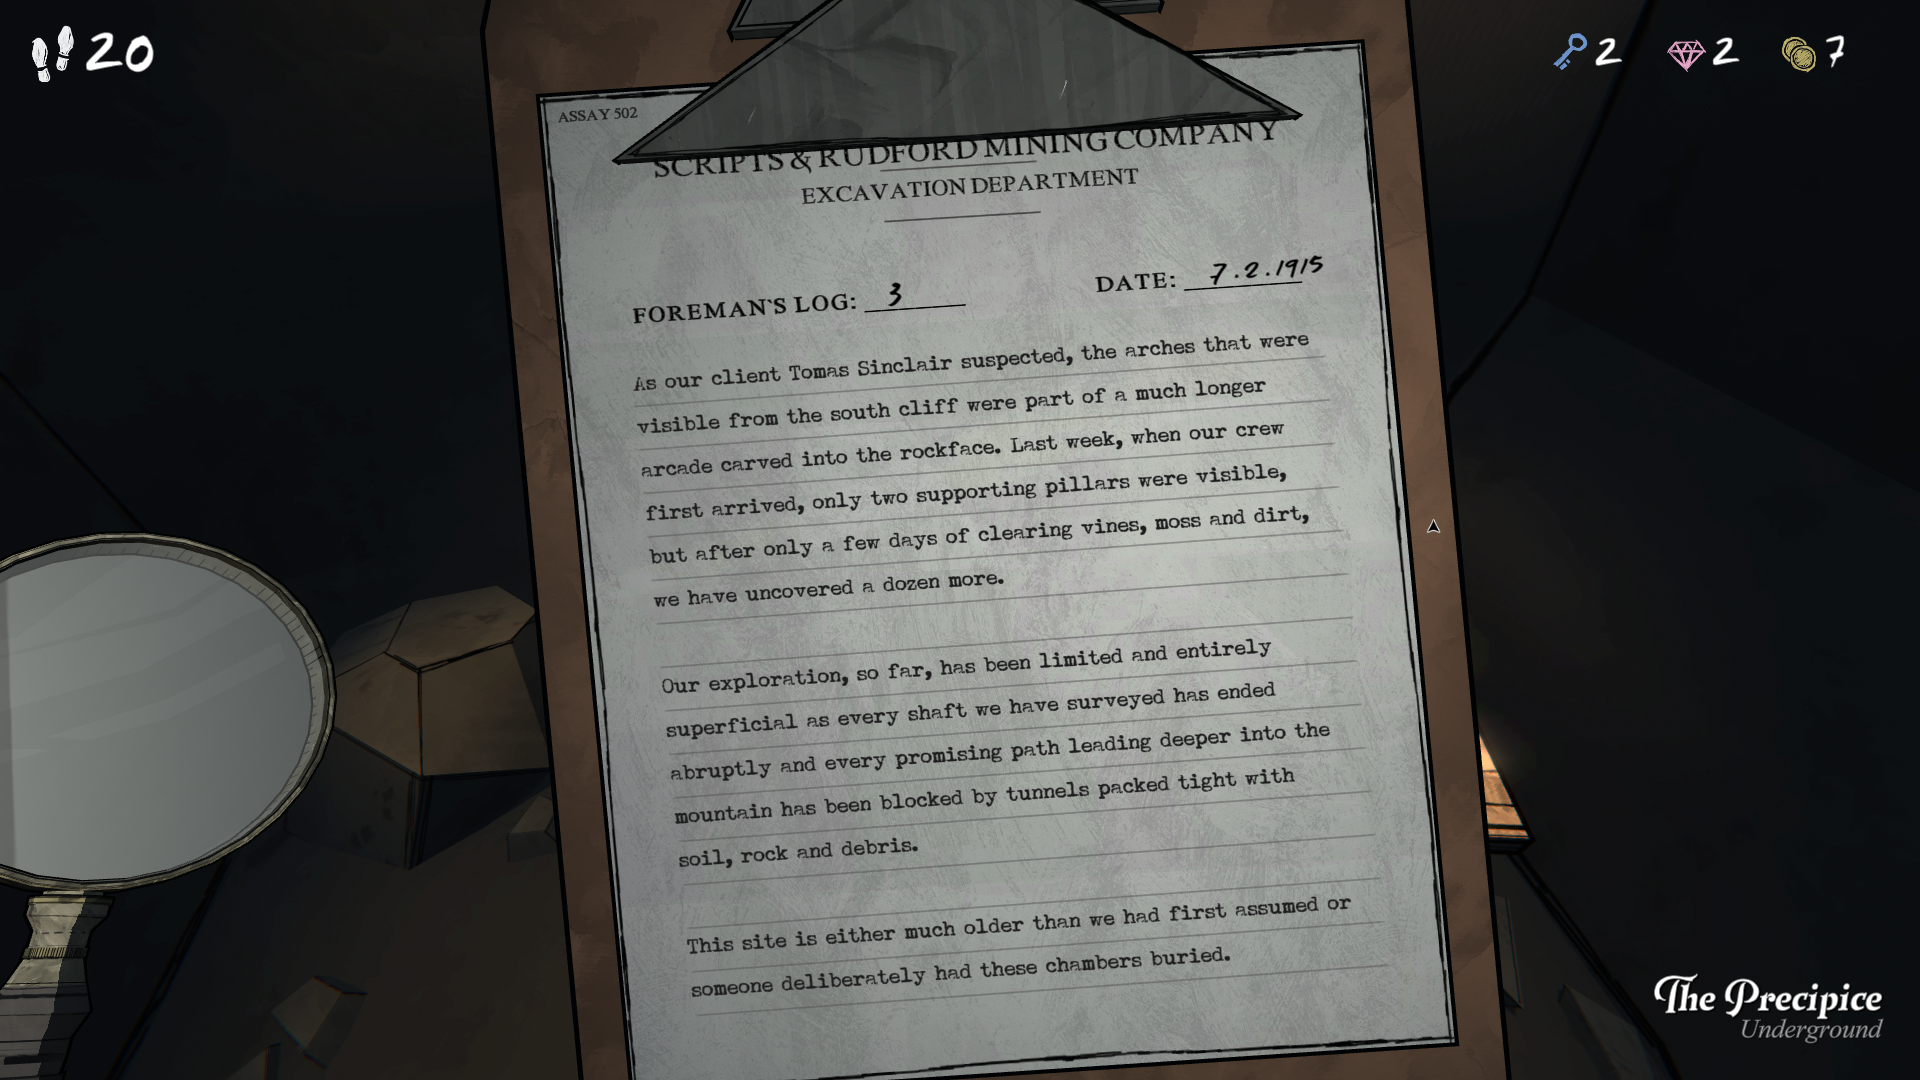 20
2
2
7
ASSAY 502
SCRIPTS & RUDFORD MINING COMPANY
EXCAVATION DEPARTMENT
FOREMAN'S LOG: 3
DATE: 7.2.1915
As our client Tomas Sinclair suspected, the arches that were
visible from the south cliff were part of a much longer
arcade carved into the rockface. Last week, when our crew
first arrived, only two supporting pillars were visible,
but after only a few days of clearing vines, moss and dirt,
we have uncovered a dozen more.
Our exploration, so far, has been limited and entirely
superficial as every shaft we have surveyed has ended
abruptly and every promising path leading deeper into the
mountain has been blocked by tunnels packed tight with
soil, rock and debris.
This site is either much older than we had first assumed or
someone deliberately had these chambers buried.
The Precipice
Underground